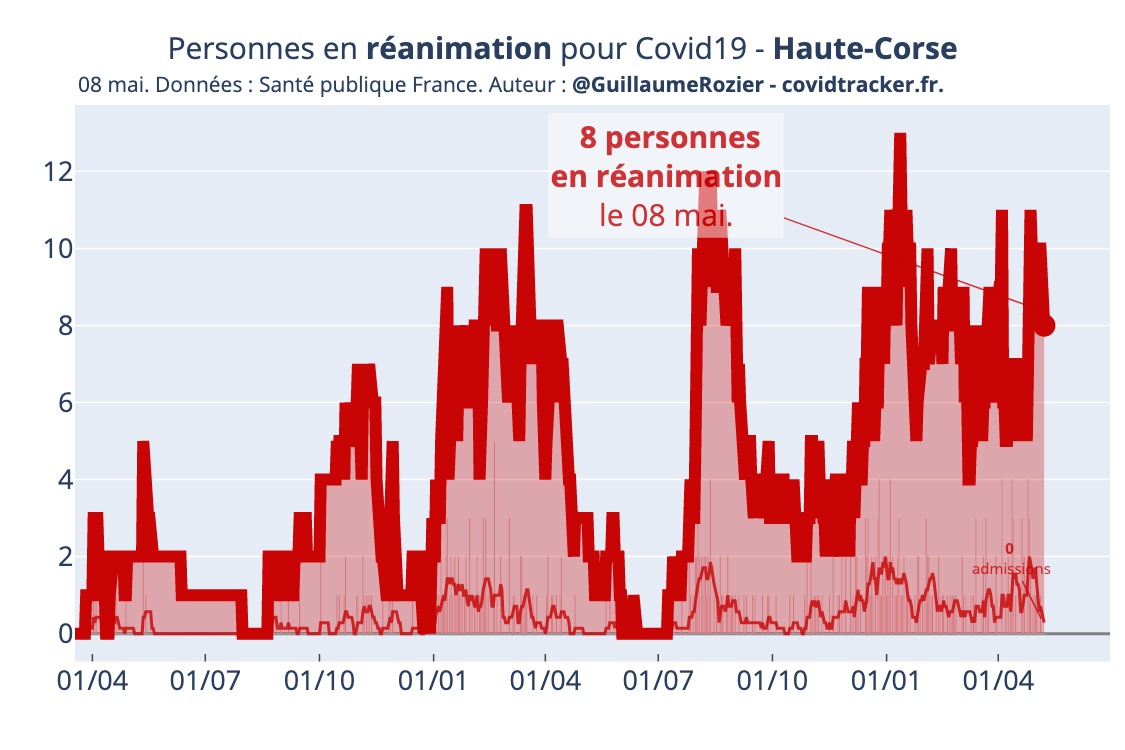 Personnes en réanimation pour Covid19 - Haute-Corse
08 mai. Données : Santé publique France. Auteur : @GuillaumeRozier - covidtracker.fr.
8 personnes
en réanimation
le 08 mai.
12
10
8
6
4
2
0
0
admissions
01/04 01/07 01/10 01/01 01/04 01/07 01/10 01/01 01/04